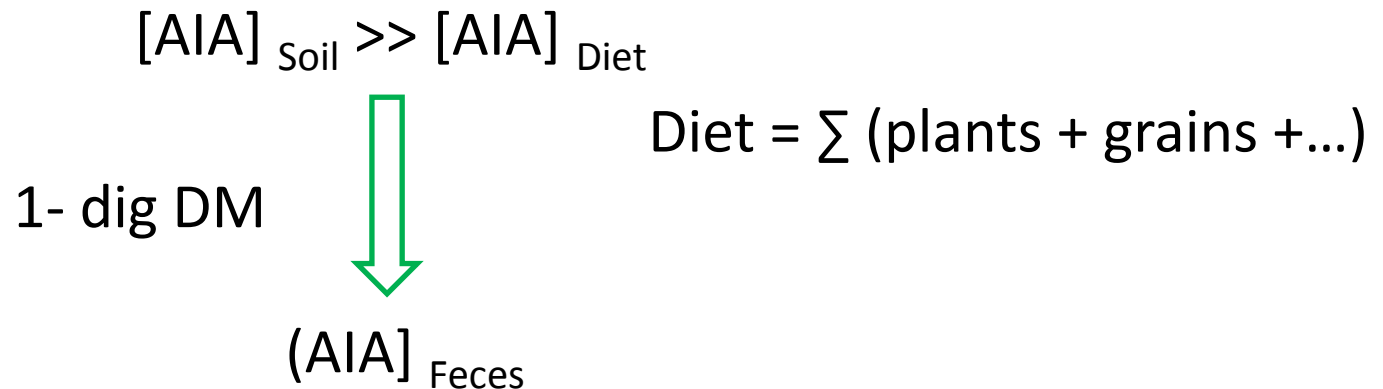 [AIA] Soil >> [AIA] Diet
Diet = ∑ (plants + grains +…)
1- dig DM
(AIA] Feces